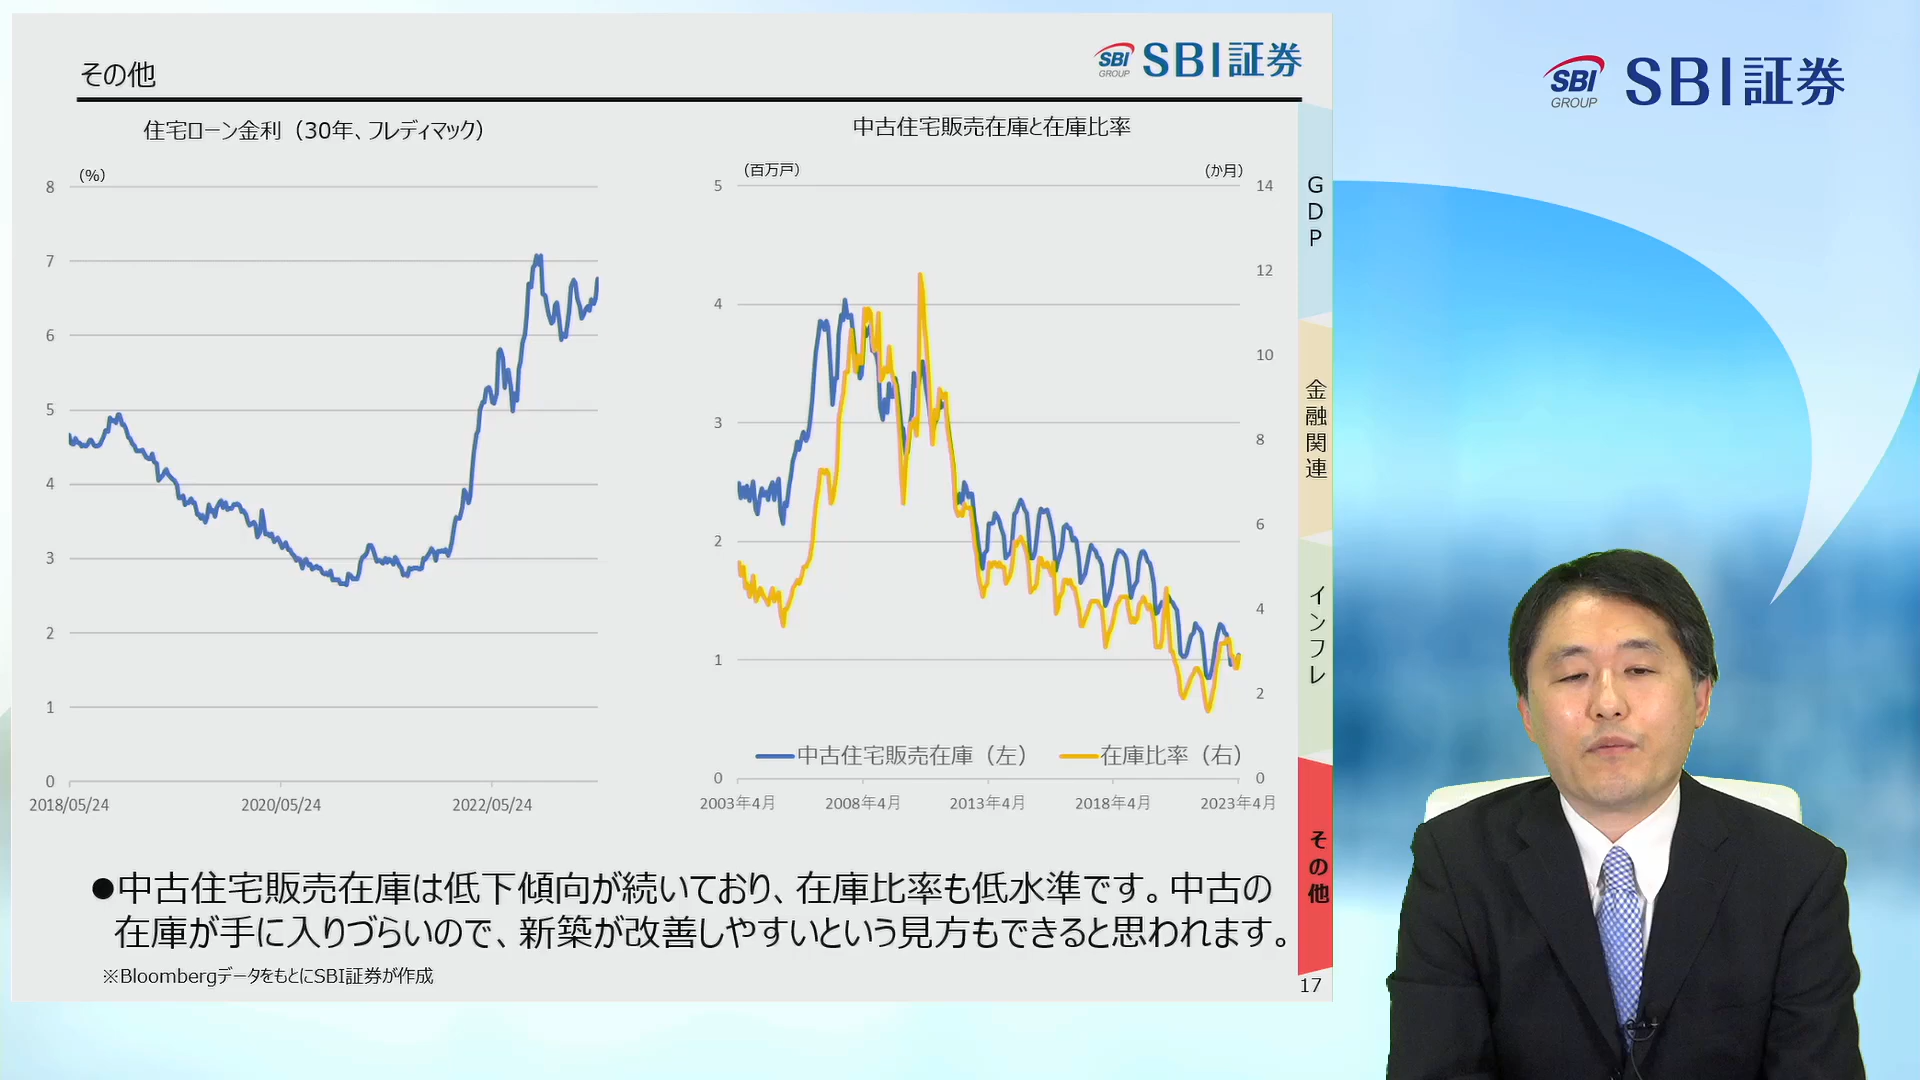 その他
SBI GROUP SBI証券
住宅ローン金利（30年、フレディマック）
(%)
8
7
6
5
4
3
2
1
0
2018/05/24
2020/05/24
2022/05/24
中古住宅販売在庫と在庫比率
（百万戸）
（か月）
5
4
3
2
1
0
14
12
10
8
6
4
2
0
中古住宅販売在庫（左）
在庫比率（右）
2003年4月
2008年4月
2013年4月
2018年4月
2023年4月
●中古住宅販売在庫は低下傾向が続いており、在庫比率も低水準です。中古の
在庫が手に入りづらいので、新築が改善しやすいという見方もできると思われます。
※BloombergデータをもとにSBI証券が作成
GDP
金融関連
インフレ
その他
17
SBI GROUP SBI証券